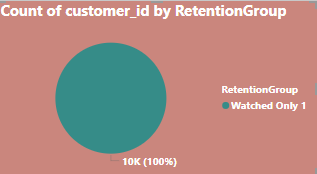 Count of customer_id by RetentionGroup
RetentionGroup
Watched Only 1
10K (100%)